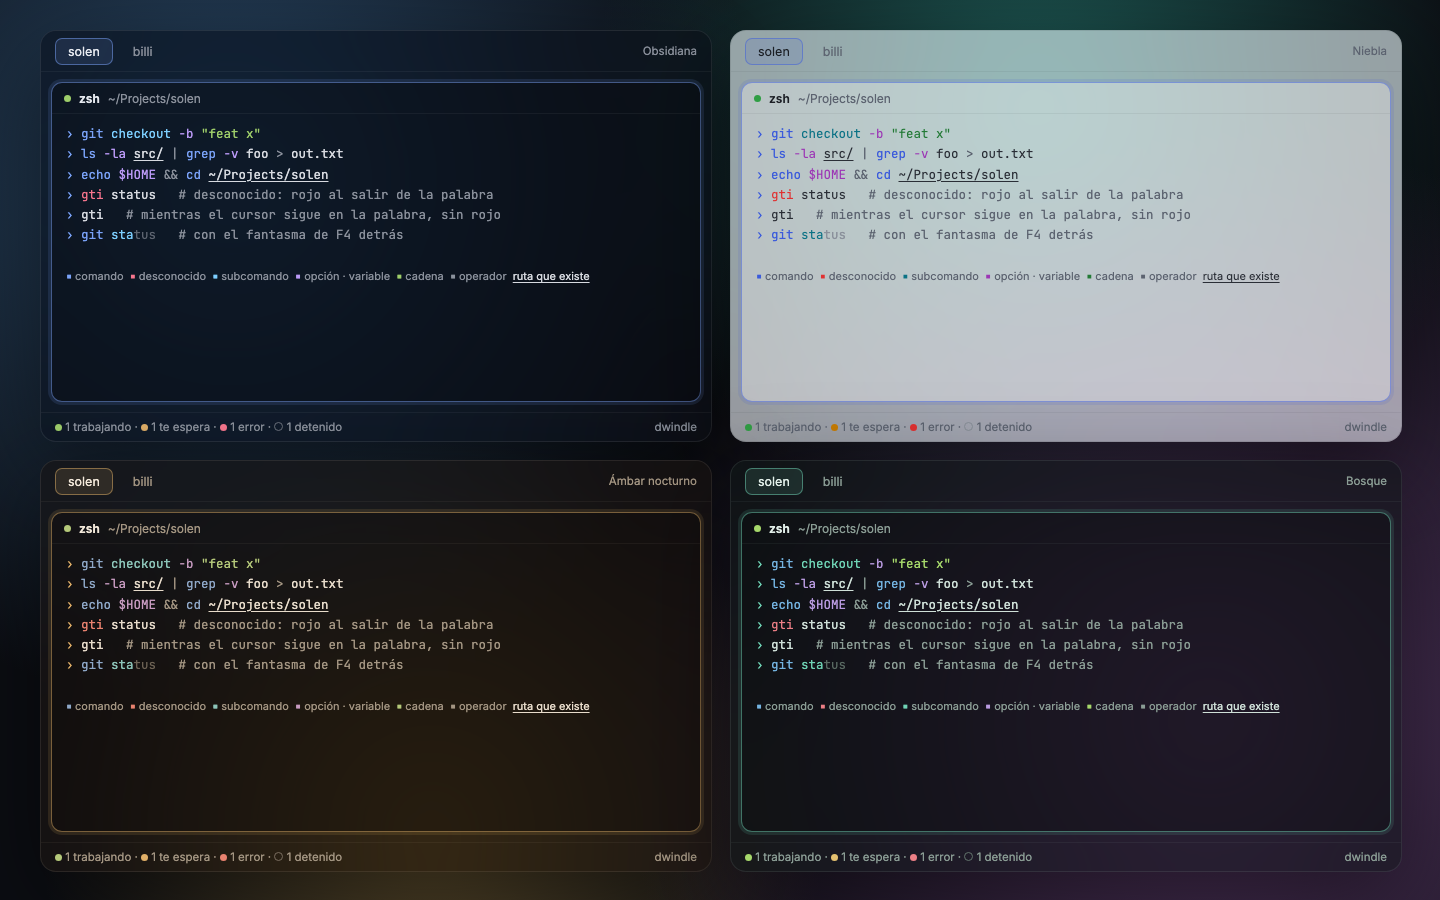 solen billi Obsidiana
zsh ~/Projects/solen
› git checkout -b "feat x"
› ls -la src/ | grep -v foo > out.txt
› echo $HOME && cd ~/Projects/solen
› gti status # desconocido: rojo al salir de la palabra
› gti # mientras el cursor sigue en la palabra, sin rojo
› git status # con el fantasma de F4 detrás
comando desconocido subcomando opción · variable cadena operador ruta que existe
1 trabajando · 1 te espera · 1 error · 1 detenido dwindle
solen billi Niebla
zsh ~/Projects/solen
› git checkout -b "feat x"
› ls -la src/ | grep -v foo > out.txt
› echo $HOME && cd ~/Projects/solen
› gti status # desconocido: rojo al salir de la palabra
› gti # mientras el cursor sigue en la palabra, sin rojo
› git status # con el fantasma de F4 detrás
comando desconocido subcomando opción · variable cadena operador ruta que existe
1 trabajando · 1 te espera · 1 error · 1 detenido dwindle
solen billi Ámbar nocturno
zsh ~/Projects/solen
› git checkout -b "feat x"
› ls -la src/ | grep -v foo > out.txt
› echo $HOME && cd ~/Projects/solen
› gti status # desconocido: rojo al salir de la palabra
› gti # mientras el cursor sigue en la palabra, sin rojo
› git status # con el fantasma de F4 detrás
comando desconocido subcomando opción · variable cadena operador ruta que existe
1 trabajando · 1 te espera · 1 error · 1 detenido dwindle
solen billi Bosque
zsh ~/Projects/solen
› git checkout -b "feat x"
› ls -la src/ | grep -v foo > out.txt
› echo $HOME && cd ~/Projects/solen
› gti status # desconocido: rojo al salir de la palabra
› gti # mientras el cursor sigue en la palabra, sin rojo
› git status # con el fantasma de F4 detrás
comando desconocido subcomando opción · variable cadena operador ruta que existe
1 trabajando · 1 te espera · 1 error · 1 detenido dwindle